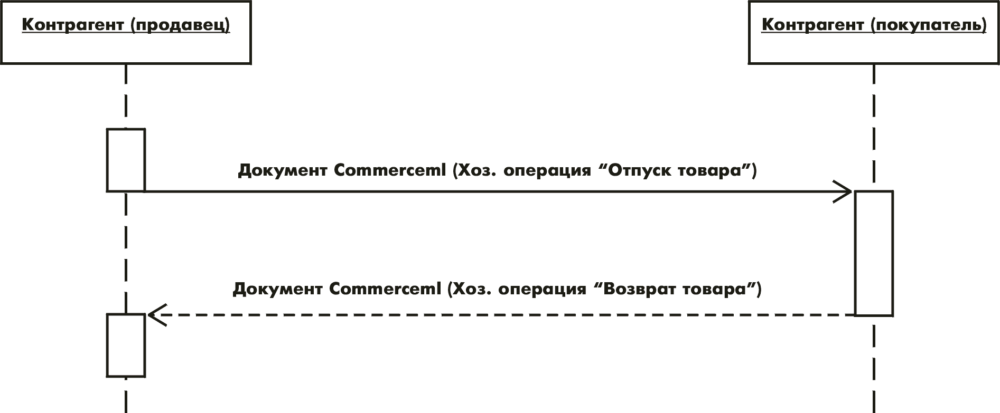 Контрагент (продавец)
Контрагент (покупатель)
Документ Commerceml (Хоз. операция “Отпуск товара”)
Документ Commerceml (Хоз. операция “Возврат товара”)